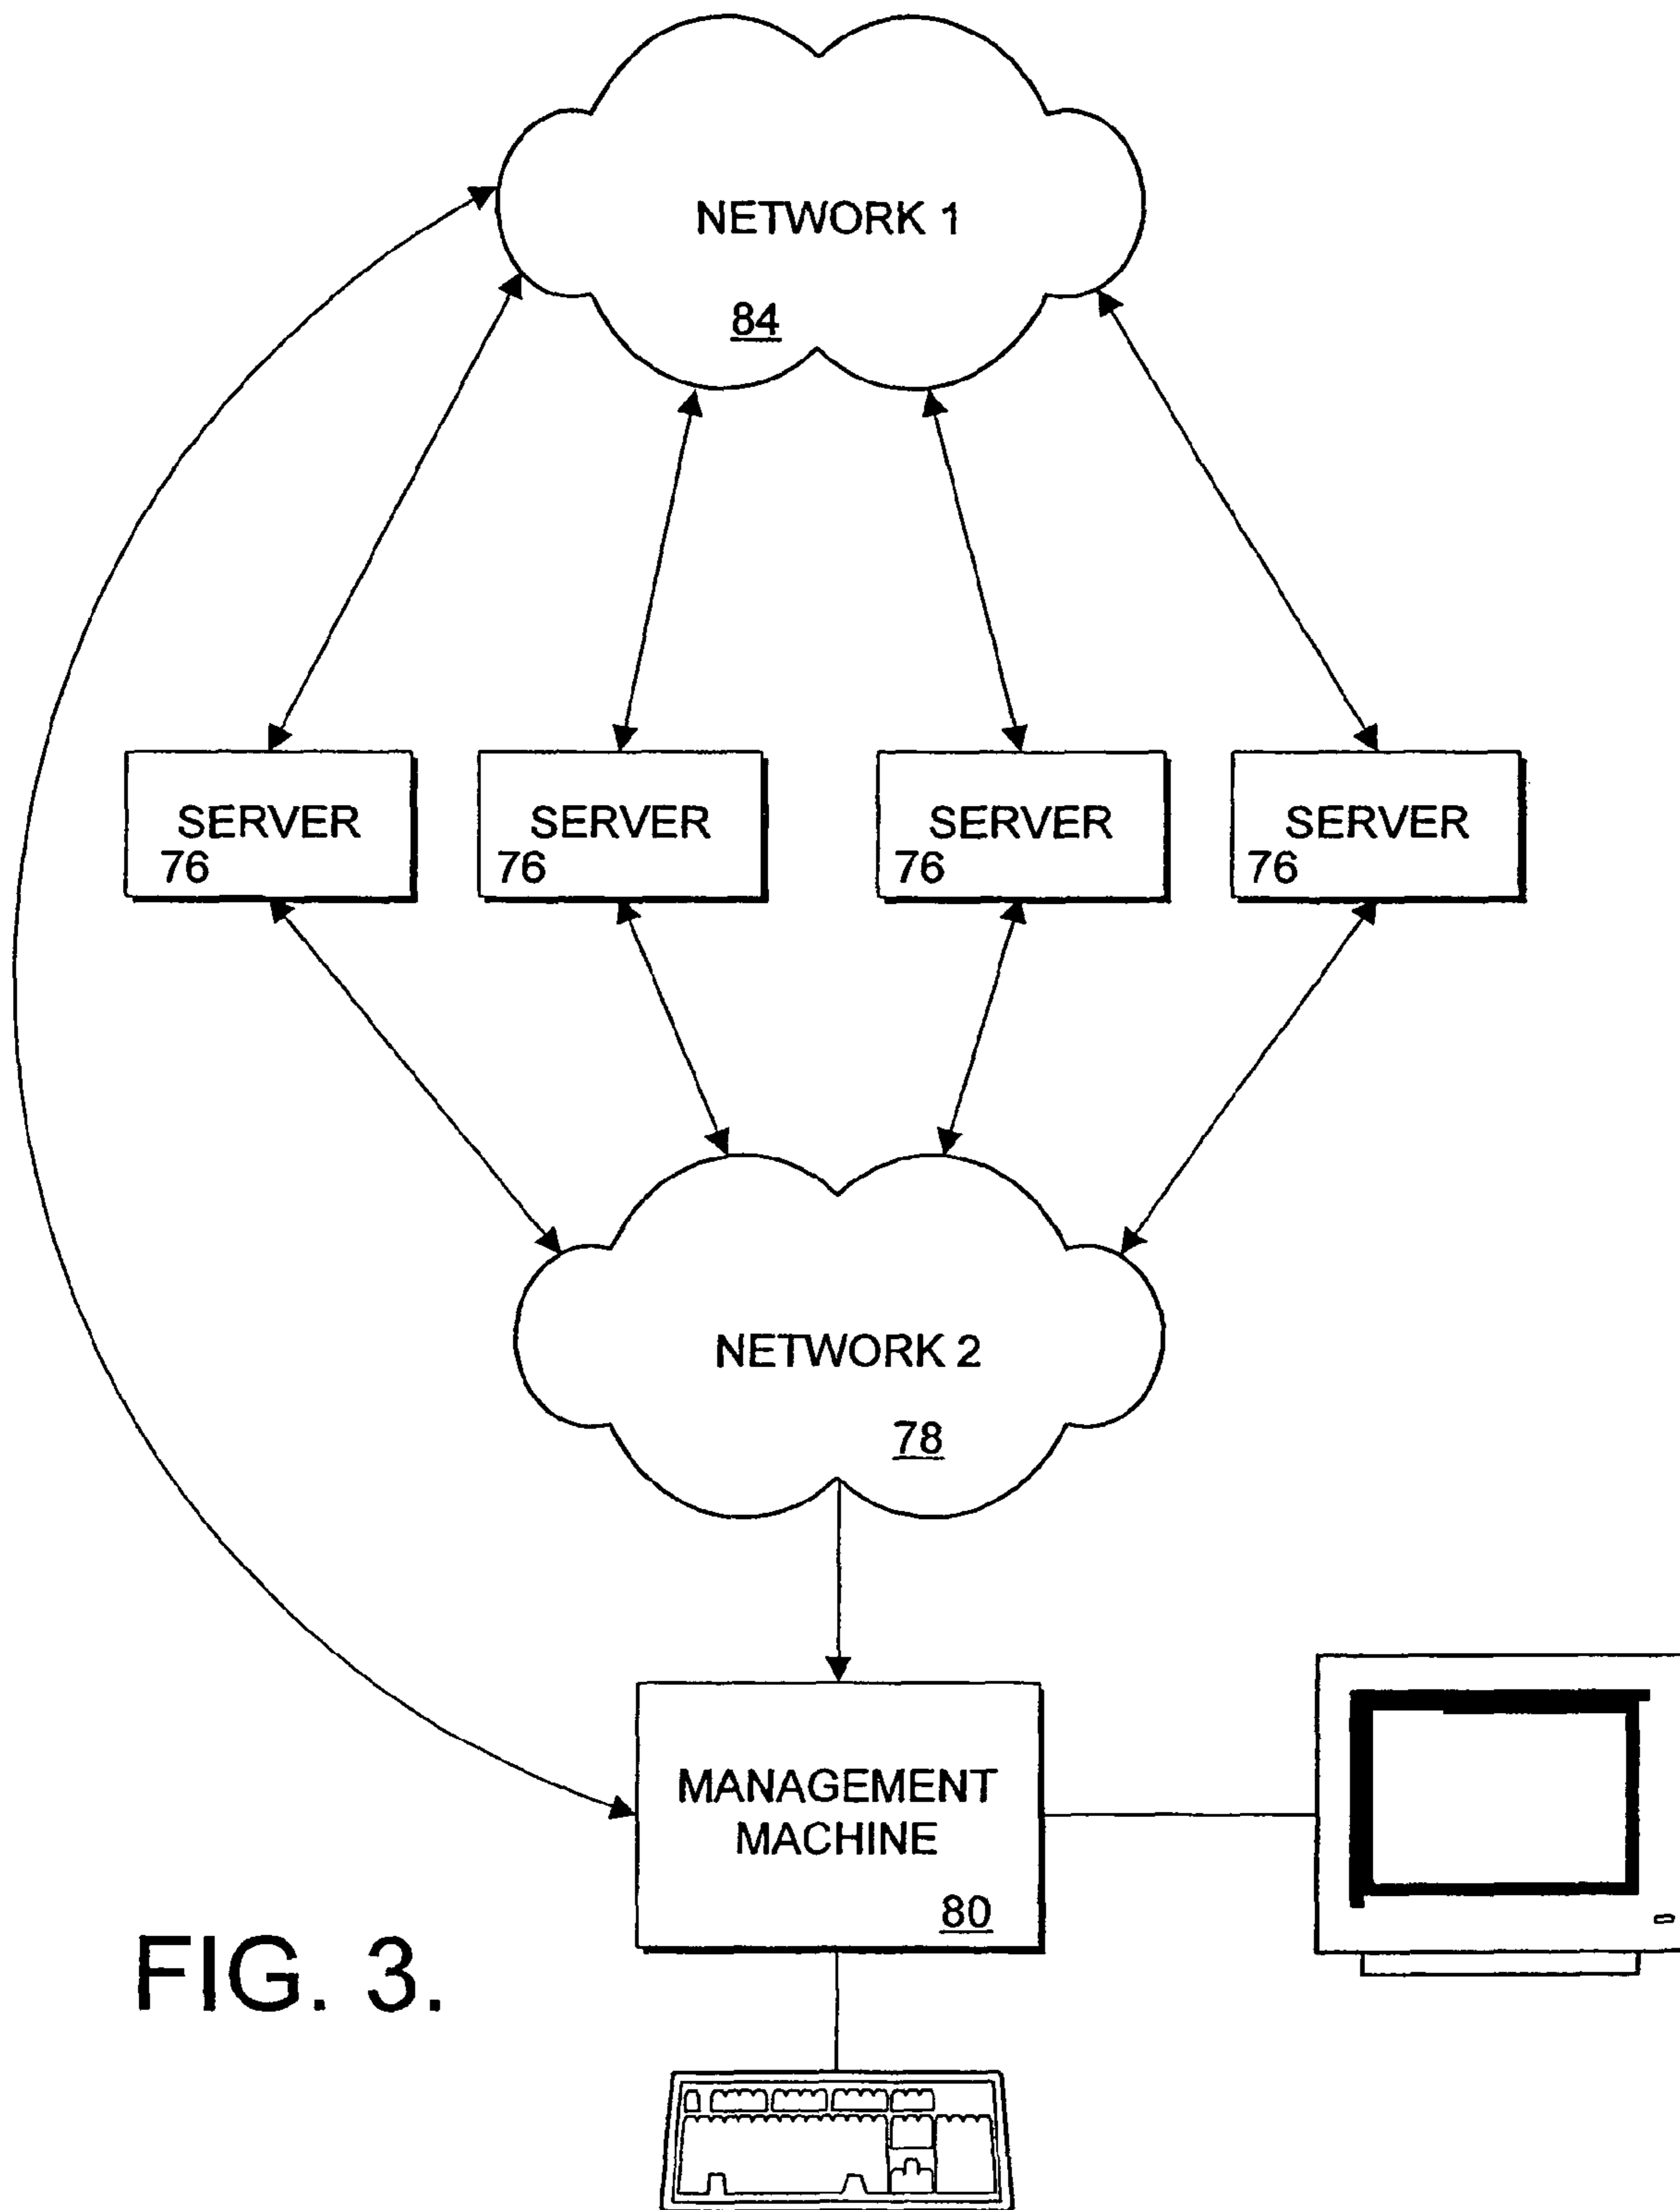 NETWORK 1
84
SERVER
76
SERVER
76
SERVER
76
SERVER
76
NETWORK 2
78
MANAGEMENT
MACHINE
80
FIG. 3.